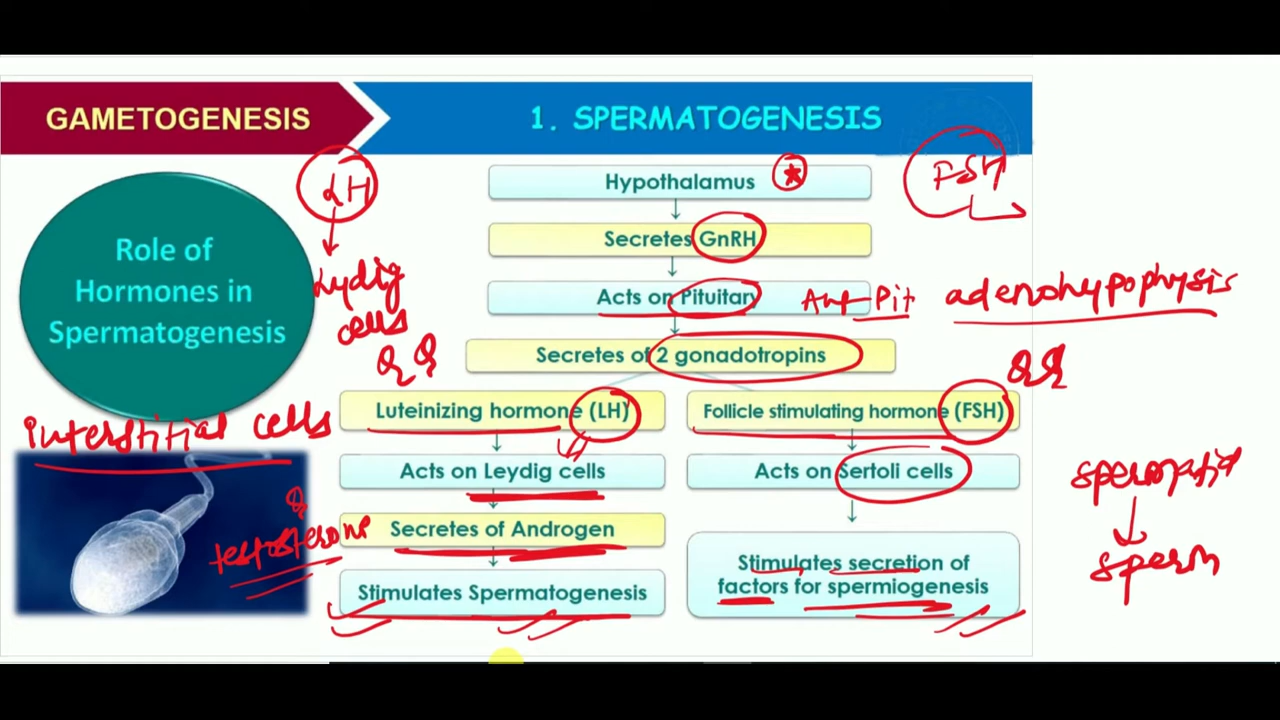 GAMETOGENESIS
1. SPERMATOGENESIS
Role of
Hormones in
Spermatogenesis
LH
Lydig
cells
interstitial cells
testosterone
Hypothalamus
FSH
Secretes GnRH
Acts on Pituitary
Pit adenohypophysis
Secretes of 2 gonadotropins
Luteinizing hormone (LH)
Follicle stimulating hormone (FSH)
Acts on Leydig cells
Acts on Sertoli cells
Secretes of Androgen
Stimulates Spermatogenesis
Stimulates secretion of
factors for spermiogenesis
spermatid
sperm